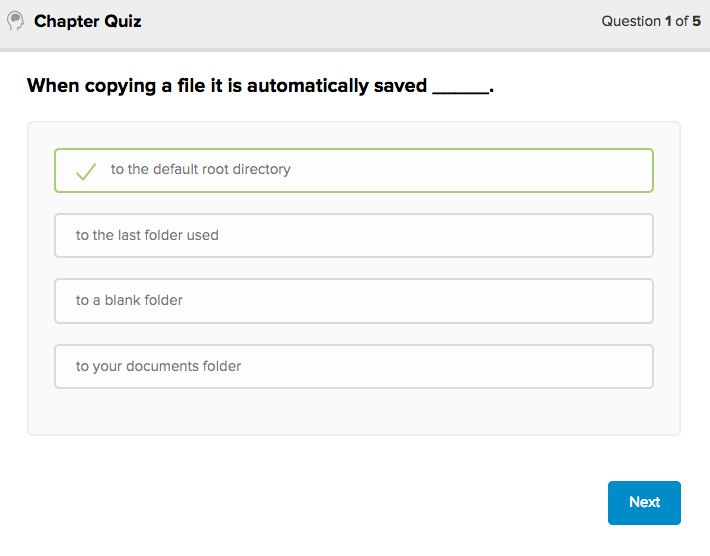 Chapter Quiz
Question 1 of 5
When copying a file it is automatically saved _____.
to the default root directory
to the last folder used
to a blank folder
to your documents folder
Next